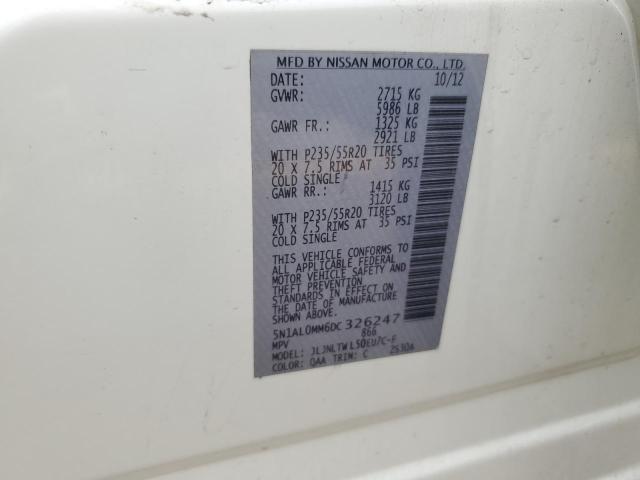 MFD BY NISSAN MOTOR CO., LTD.
DATE: 10/12
GVWR: 2715 KG
5986 LB
GAWR FR.: 1325 KG
2921 LB
WITH P235/55R20 TIRES
20 X 7.5 RIMS AT 35 PSI
COLD SINGLE
GAWR RR.: 1415 KG
3120 LB
WITH P235/55R20 TIRES
20 X 7.5 RIMS AT 35 PSI
COLD SINGLE
THIS VEHICLE CONFORMS TO
ALL APPLICABLE FEDERAL
MOTOR VEHICLE SAFETY AND
THEFT PREVENTION
STANDARDS IN EFFECT ON THE
DATE OF MANUFACTURE
SHOWN ABOVE.
5N1AL0MM6DC 326247
MPV 866
MODEL: JLJNLTWL50EU7C-F
COLOR: QAA TRIM: C 2630A